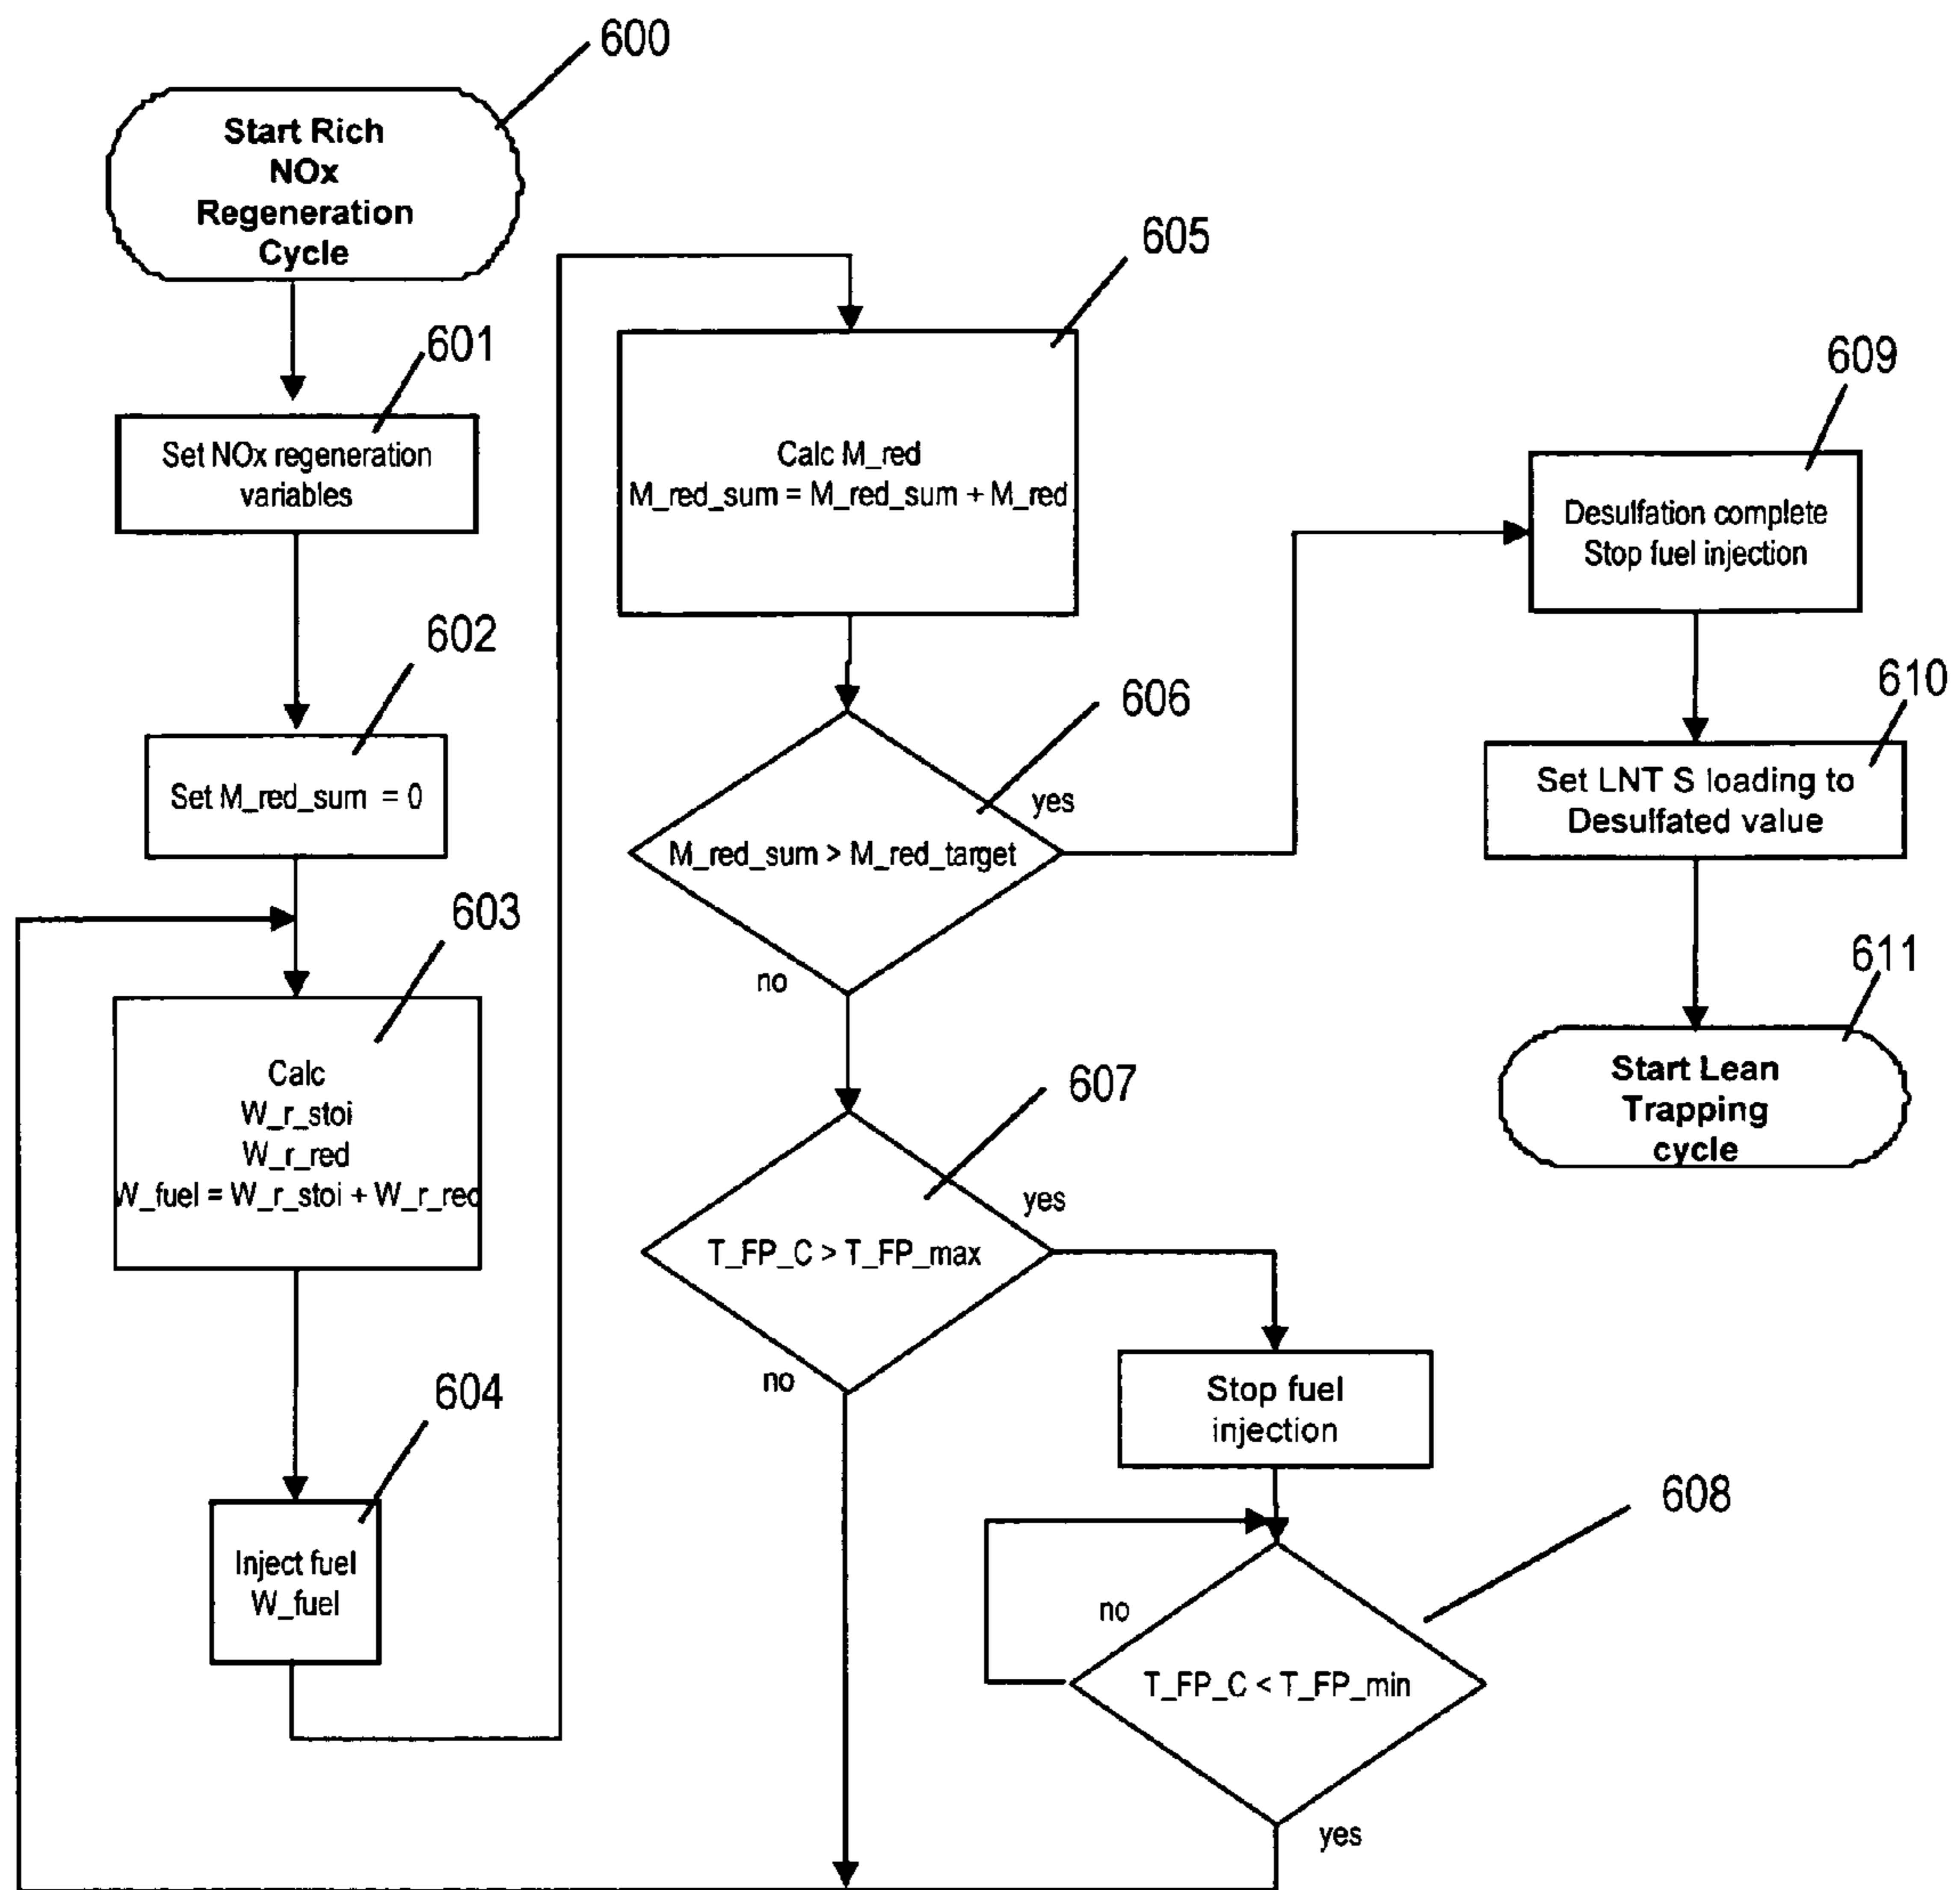 600
Start Rich
NOx
Regeneration
Cycle
601
Set NOx regeneration
variables
602
Set M_red_sum = 0
603
Calc
W_r_stoi
W_r_red
W_fuel = W_r_stoi + W_r_red
604
Inject fuel
W_fuel
605
Calc M_red
M_red_sum = M_red_sum + M_red
606
M_red_sum > M_red_target
yes
no
607
T_FP_C > T_FP_max
yes
no
Stop fuel
injection
608
T_FP_C < T_FP_min
no
yes
609
Desulfation complete
Stop fuel injection
610
Set LNT S loading to
Desulfated value
611
Start Lean
Trapping
cycle